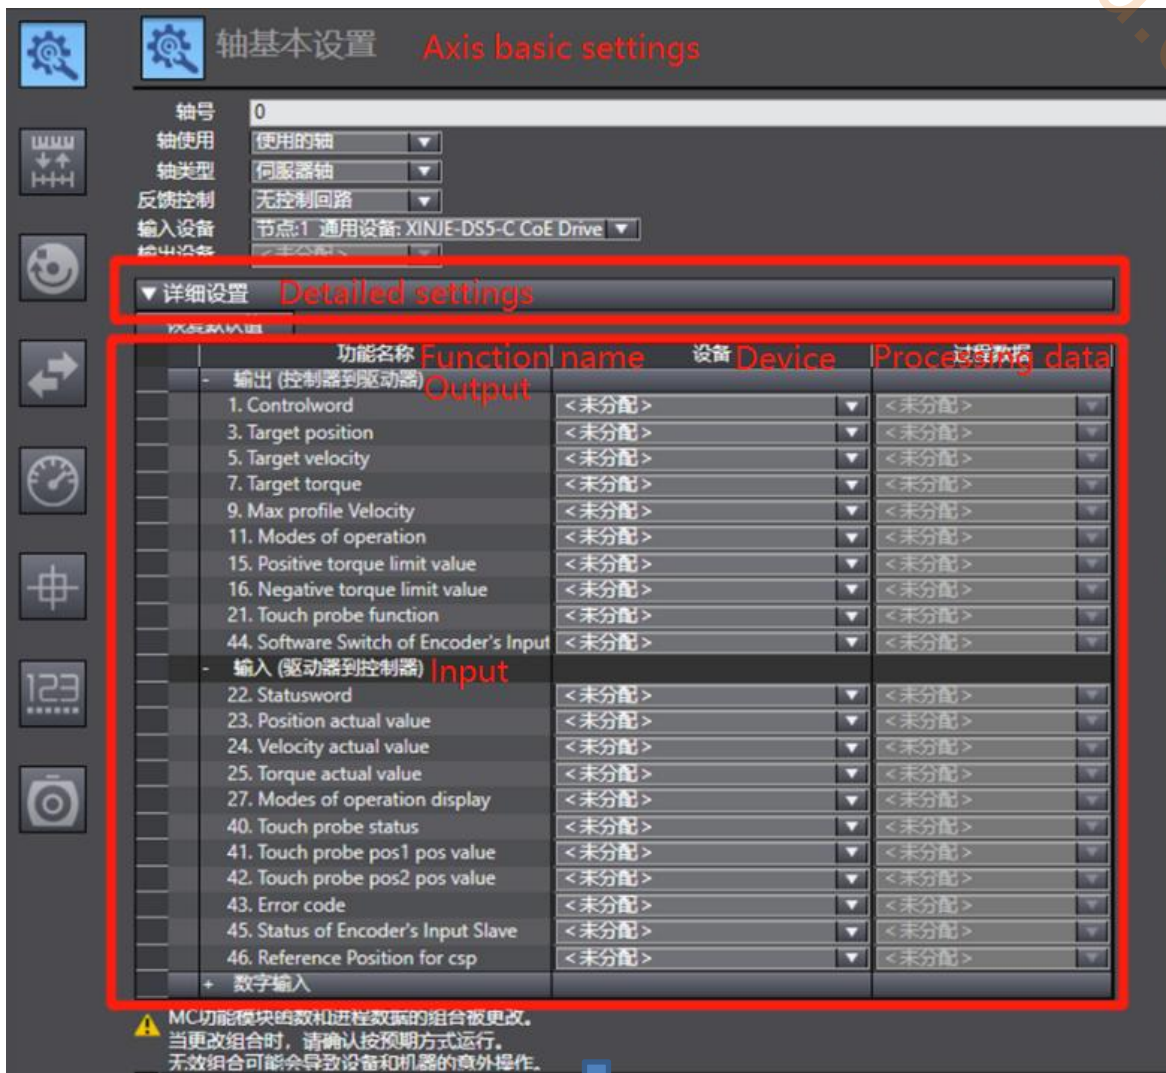 轴基本设置 Axis basic settings
轴号 0
轴使用 使用的轴
轴类型 伺服器轴
反馈控制 无控制回路
输入设备 节点:1 通用设备: XINJE-DS5-C CoE Drive
输出设备 <未分配>
详细设置 Detailed settings
恢复默认值
功能名称 Function name 设备 Device 过程数据 Processing data
- 输出 (控制器到驱动器) Output
1. Controlword <未分配> <未分配>
3. Target position <未分配> <未分配>
5. Target velocity <未分配> <未分配>
7. Target torque <未分配> <未分配>
9. Max profile Velocity <未分配> <未分配>
11. Modes of operation <未分配> <未分配>
15. Positive torque limit value <未分配> <未分配>
16. Negative torque limit value <未分配> <未分配>
21. Touch probe function <未分配> <未分配>
44. Software Switch of Encoder's Input <未分配> <未分配>
- 输入 (驱动器到控制器) Input
22. Statusword <未分配> <未分配>
23. Position actual value <未分配> <未分配>
24. Velocity actual value <未分配> <未分配>
25. Torque actual value <未分配> <未分配>
27. Modes of operation display <未分配> <未分配>
40. Touch probe status <未分配> <未分配>
41. Touch probe pos1 pos value <未分配> <未分配>
42. Touch probe pos2 pos value <未分配> <未分配>
43. Error code <未分配> <未分配>
45. Status of Encoder's Input Slave <未分配> <未分配>
46. Reference Position for csp <未分配> <未分配>
+ 数字输入
MC功能模块函数和进程数据的组合被更改。
当更改组合时，请确认按预期方式运行。
无效组合可能会导致设备和机器的意外操作。
123